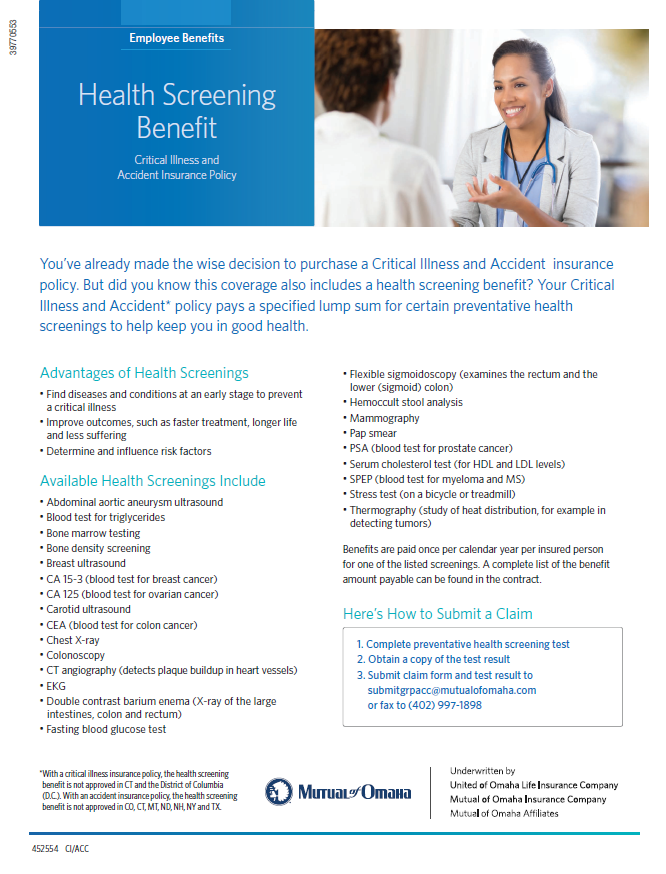 39770553
Employee Benefits
Health Screening
Benefit
Critical Illness and
Accident Insurance Policy
You've already made the wise decision to purchase a Critical Illness and Accident insurance
policy. But did you know this coverage also includes a health screening benefit? Your Critical
Illness and Accident* policy pays a specified lump sum for certain preventative health
screenings to help keep you in good health.
Advantages of Health Screenings
• Find diseases and conditions at an early stage to prevent
a critical illness
• Improve outcomes, such as faster treatment, longer life
and less suffering
• Determine and influence risk factors
Available Health Screenings Include
• Abdominal aortic aneurysm ultrasound
• Blood test for triglycerides
• Bone marrow testing
• Bone density screening
• Breast ultrasound
• CA 15-3 (blood test for breast cancer)
• CA 125 (blood test for ovarian cancer)
• Carotid ultrasound
• CEA (blood test for colon cancer)
• Chest X-ray
• Colonoscopy
• CT angiography (detects plaque buildup in heart vessels)
• EKG
• Double contrast barium enema (X-ray of the large
intestines, colon and rectum)
• Fasting blood glucose test
• Flexible sigmoidoscopy (examines the rectum and the
lower (sigmoid) colon)
• Hemoccult stool analysis
• Mammography
• Pap smear
• PSA (blood test for prostate cancer)
• Serum cholesterol test (for HDL and LDL levels)
• SPEP (blood test for myeloma and MS)
• Stress test (on a bicycle or treadmill)
• Thermography (study of heat distribution, for example in
detecting tumors)
Benefits are paid once per calendar year per insured person
for one of the listed screenings. A complete list of the benefit
amount payable can be found in the contract.
Here's How to Submit a Claim
1. Complete preventative health screening test
2. Obtain a copy of the test result
3. Submit claim form and test result to
submitgrpacc@mutualofomaha.com
or fax to (402) 997-1898
*With a critical illness insurance policy, the health screening
benefit is not approved in CT and the District of Columbia
(D.C.). With an accident insurance policy, the health screening
benefit is not approved in CO, CT, MT, ND, NH, NY and TX.
Mutual of Omaha
Underwritten by
United of Omaha Life Insurance Company
Mutual of Omaha Insurance Company
Mutual of Omaha Affiliates
452554 CI/ACC